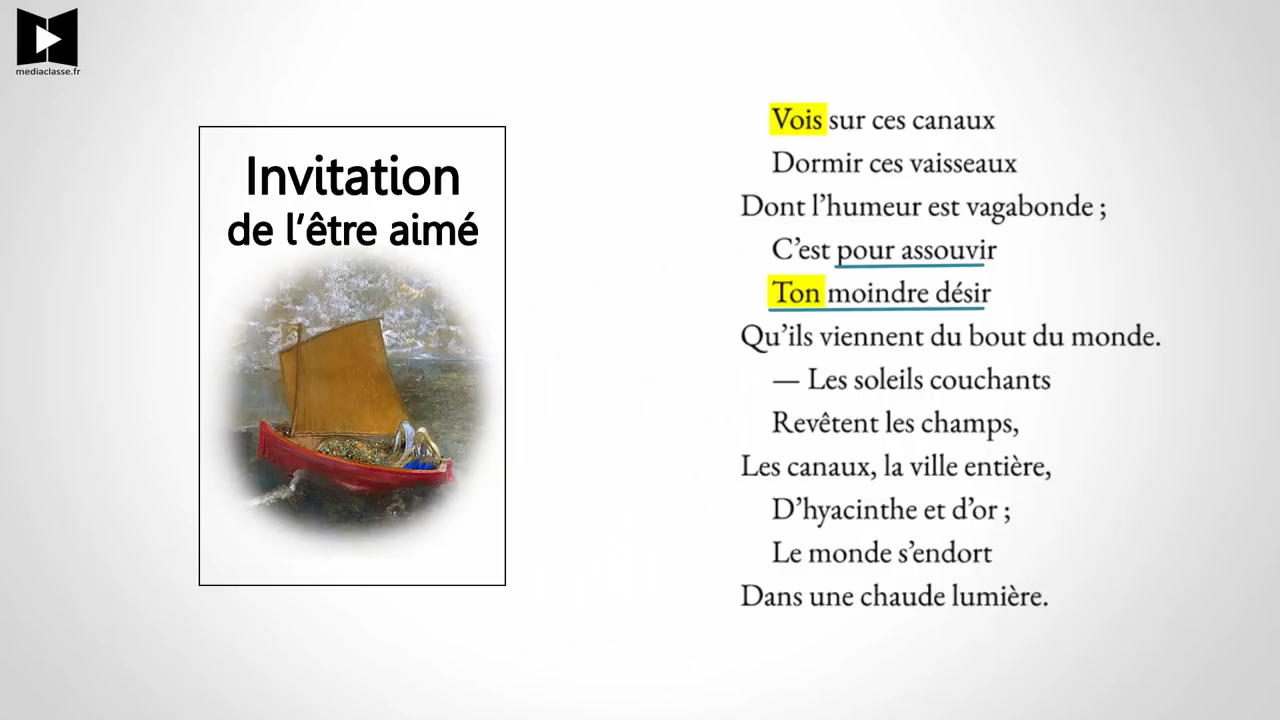 mediaclasse.fr
Invitation
de l'être aimé
Vois sur ces canaux
Dormir ces vaisseaux
Dont l'humeur est vagabonde ;
C'est pour assouvir
Ton moindre désir
Qu'ils viennent du bout du monde.
— Les soleils couchants
Revêtent les champs,
Les canaux, la ville entière,
D'hyacinthe et d'or ;
Le monde s'endort
Dans une chaude lumière.